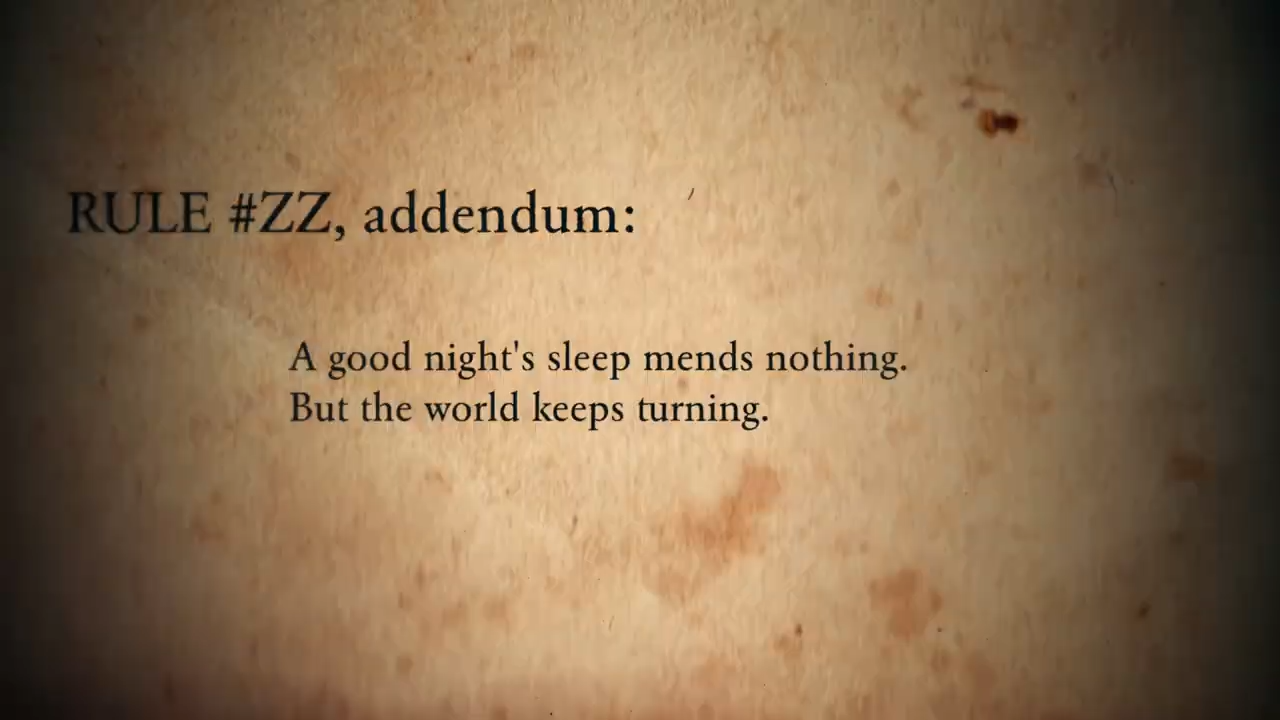 RULE #ZZ, addendum:
A good night's sleep mends nothing.
But the world keeps turning.